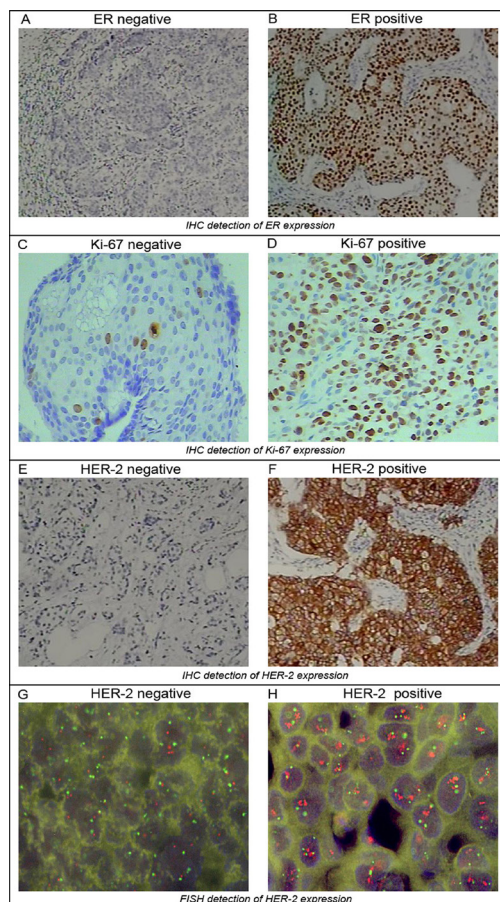 A ER negative B ER positive
IHC detection of ER expression
C Ki-67 negative D Ki-67 positive
IHC detection of Ki-67 expression
E HER-2 negative F HER-2 positive
IHC detection of HER-2 expression
G HER-2 negative H HER-2 positive
FISH detection of HER-2 expression